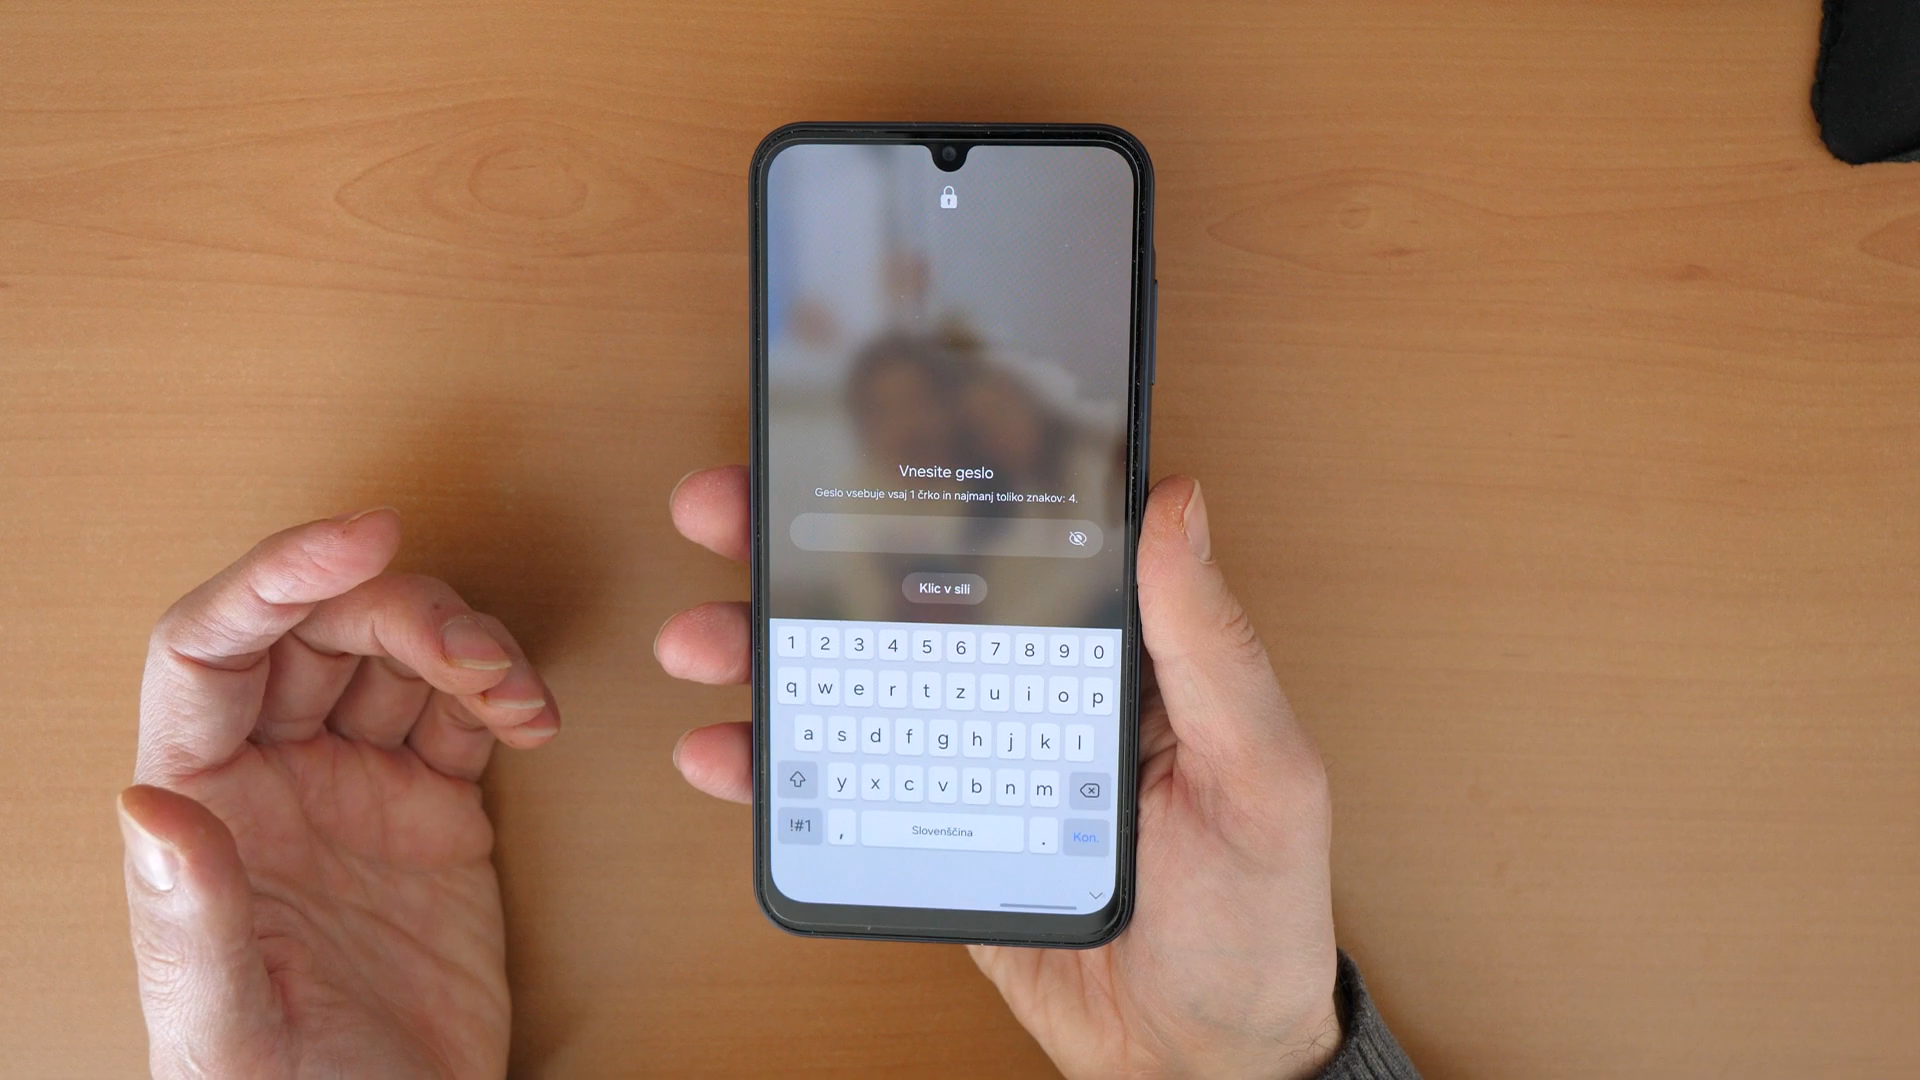 Vnesite geslo
Geslo vsebuje vsaj 1 črko in najmanj toliko znakov: 4.
Klic v sili
1 2 3 4 5 6 7 8 9 0
q w e r t z u i o p
a s d f g h j k l
y x c v b n m
!#1 , Slovenščina . Kon.